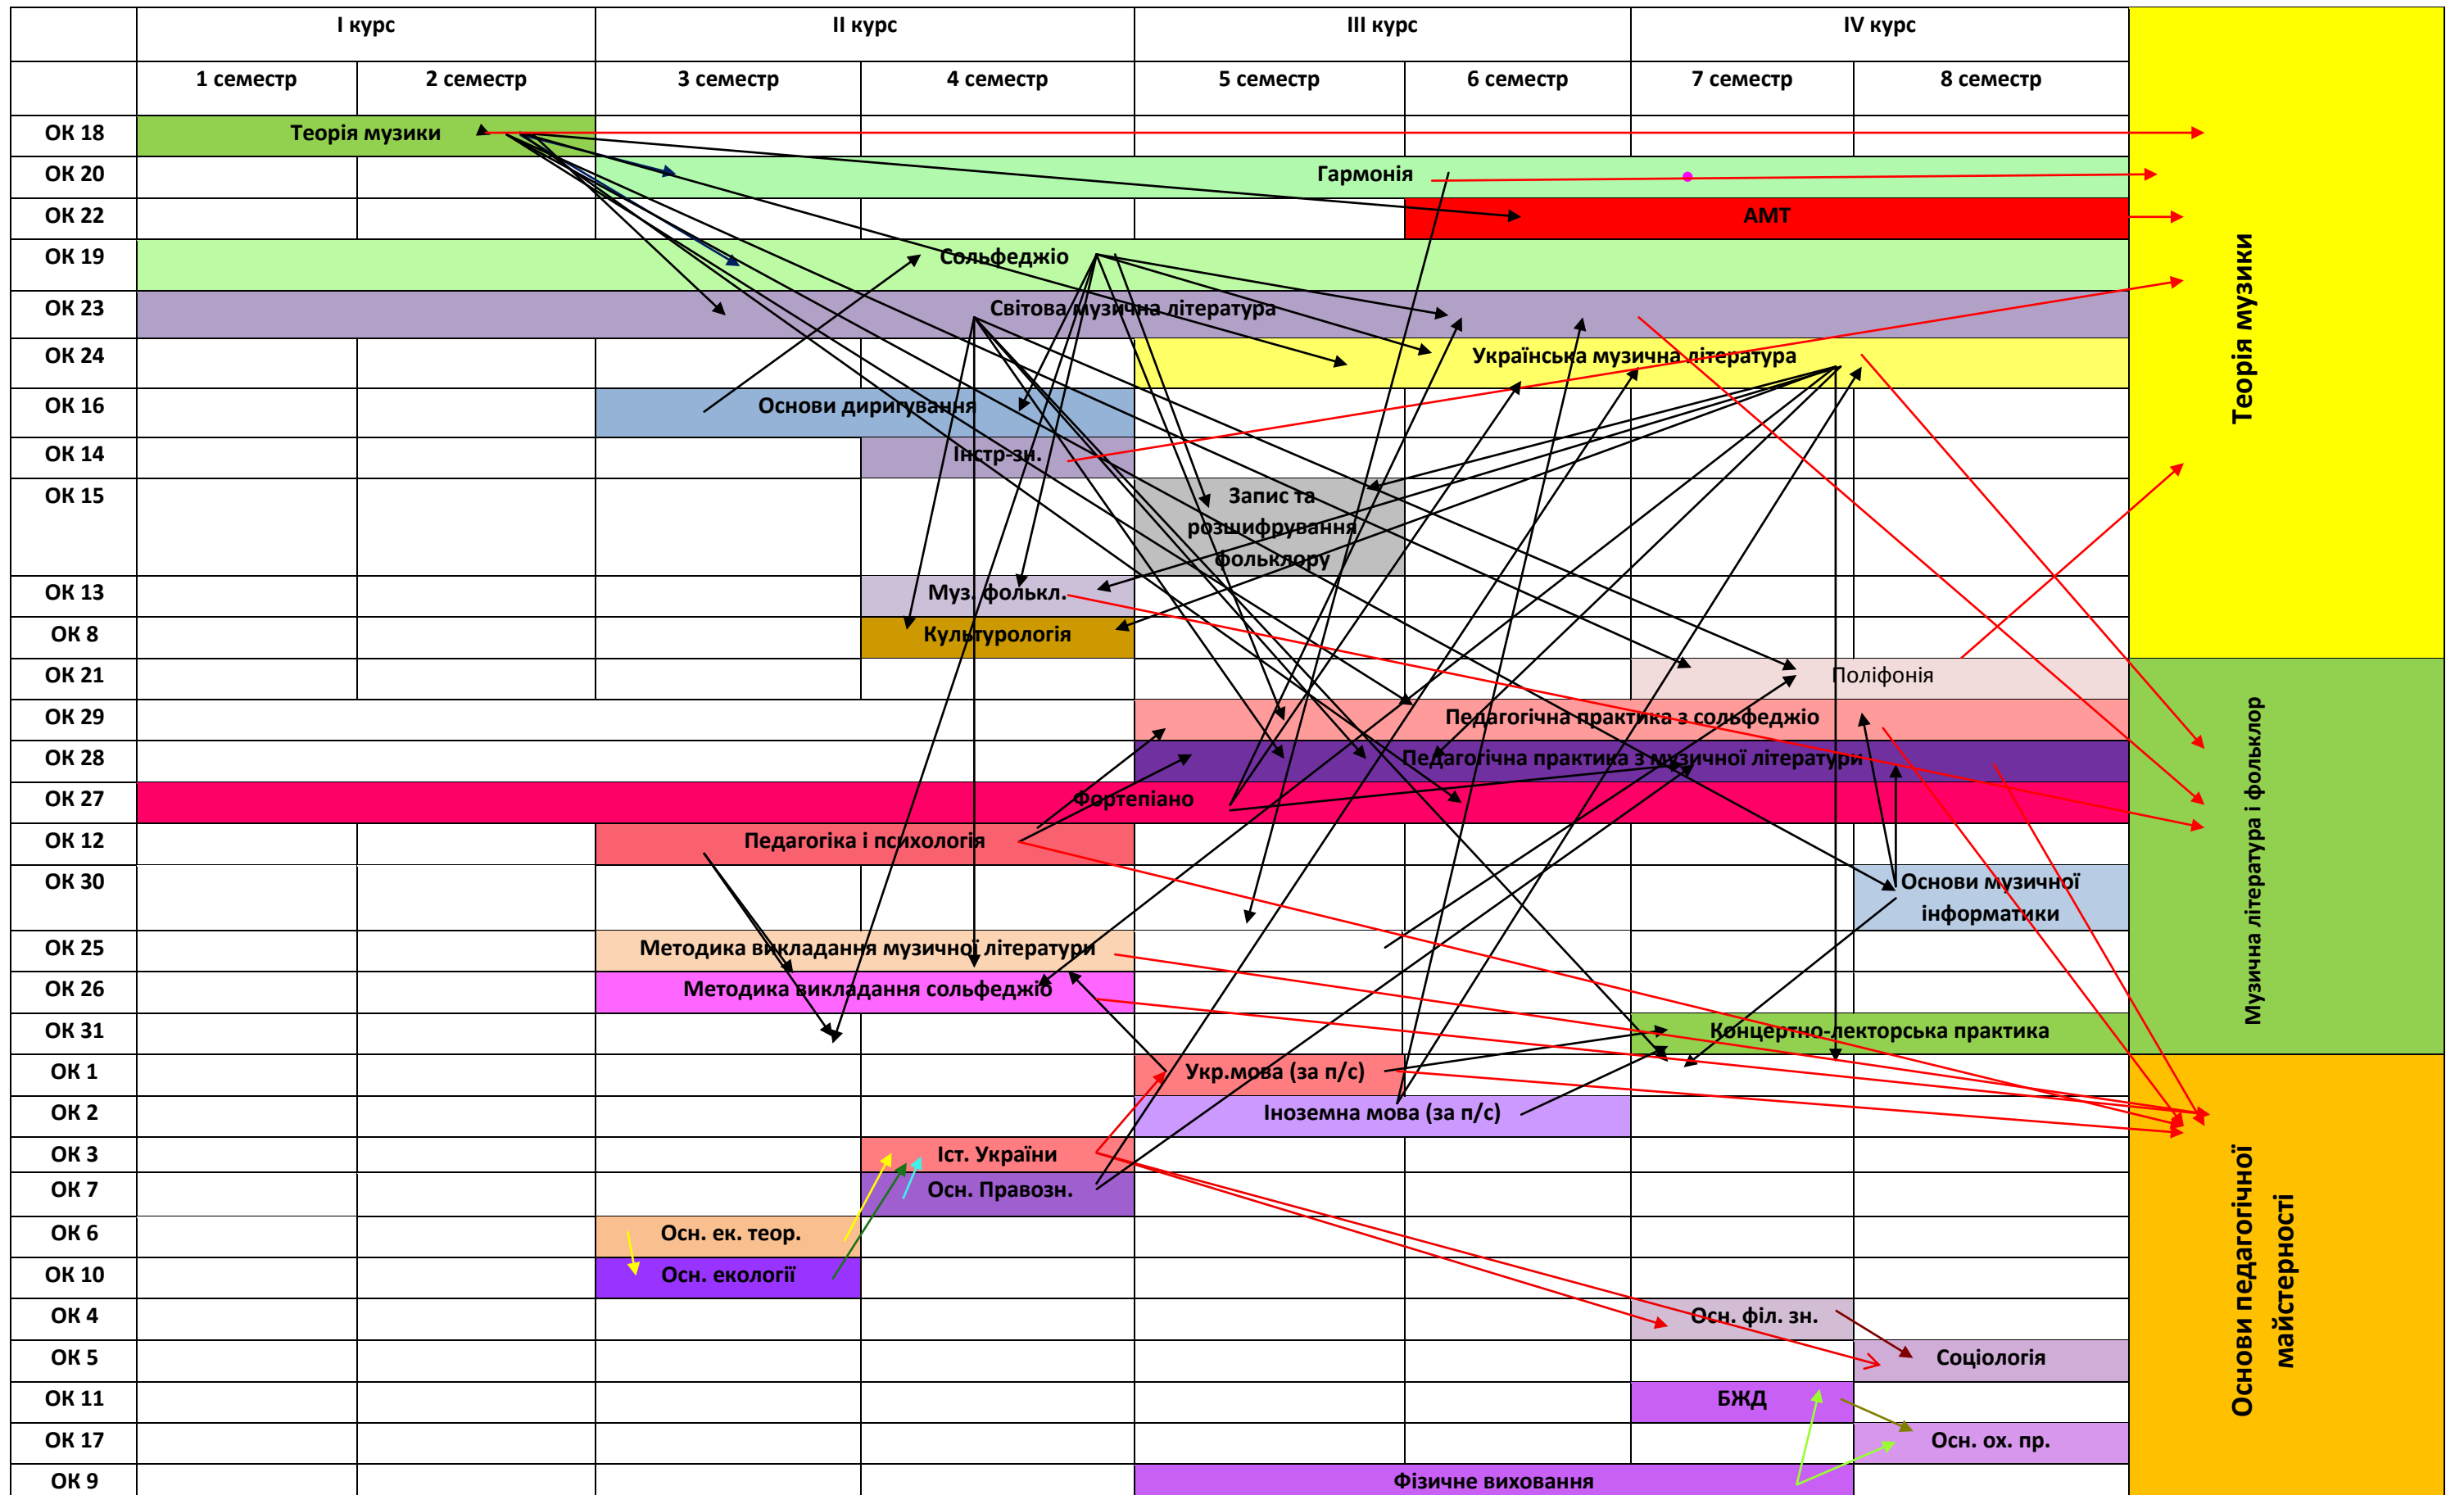 І курс
ІІ курс
ІІІ курс
IV курс
1 семестр
2 семестр
3 семестр
4 семестр
5 семестр
6 семестр
7 семестр
8 семестр
ОК 18
Теорія музики
ОК 20
Гармонія
ОК 22
АМТ
ОК 19
Сольфеджіо
ОК 23
Світова музична література
ОК 24
Українська музична література
ОК 16
Основи диригування
ОК 14
Інстр-зн.
ОК 15
Запис та
розшифрування
фольклору
ОК 13
Муз. фолькл.
ОК 8
Культурологія
Теорія музики
ОК 21
Поліфонія
ОК 29
Педагогічна практика з сольфеджіо
ОК 28
Педагогічна практика з музичної літератури
ОК 27
Фортепіано
ОК 12
Педагогіка і психологія
ОК 30
Основи музичної
інформатики
ОК 25
Методика викладання музичної літератури
ОК 26
Методика викладання сольфеджіо
ОК 31
Концертно-лекторська практика
Музична література і фольклор
ОК 1
Укр.мова (за п/с)
ОК 2
Іноземна мова (за п/с)
ОК 3
Іст. України
ОК 7
Осн. Правозн.
ОК 6
Осн. ек. теор.
ОК 10
Осн. екології
ОК 4
Осн. філ. зн.
ОК 5
Соціологія
ОК 11
БЖД
ОК 17
Осн. ох. пр.
ОК 9
Фізичне виховання
Основи педагогічної
майстерності